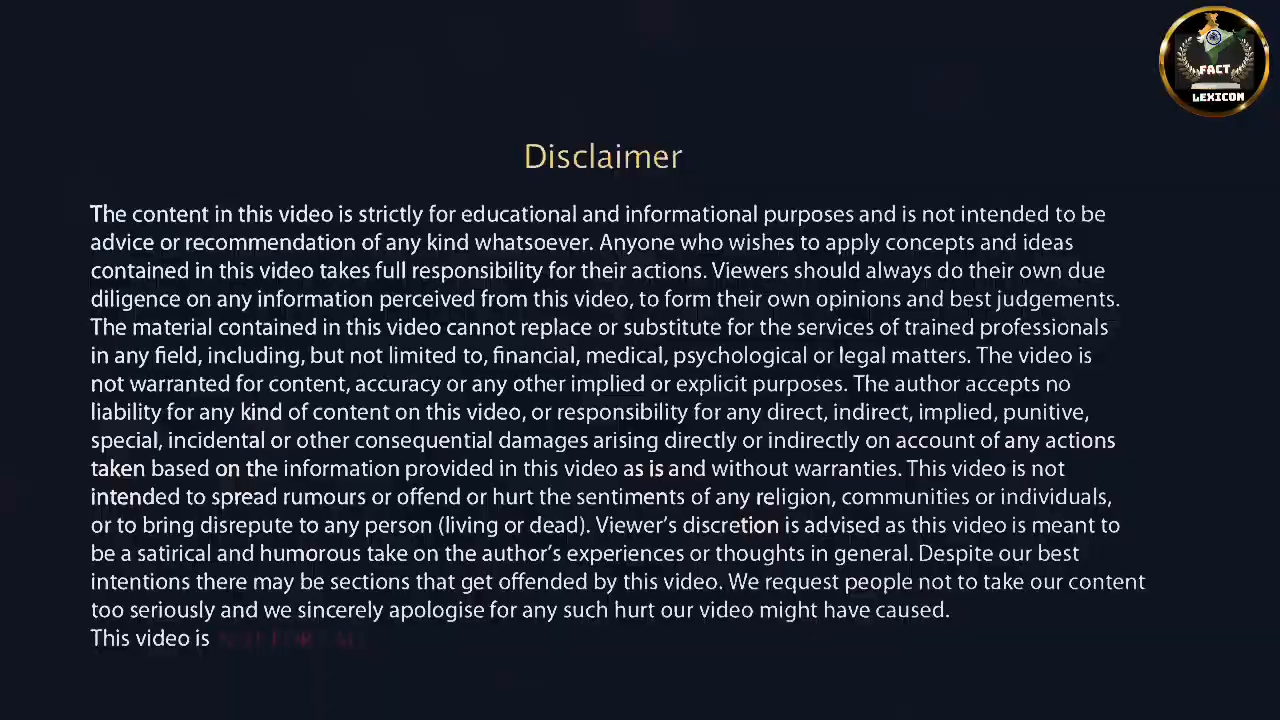 FACT
LEXICON
Disclaimer
The content in this video is strictly for educational and informational purposes and is not intended to be
advice or recommendation of any kind whatsoever. Anyone who wishes to apply concepts and ideas
contained in this video takes full responsibility for their actions. Viewers should always do their own due
diligence on any information perceived from this video, to form their own opinions and best judgements.
The material contained in this video cannot replace or substitute for the services of trained professionals
in any field, including, but not limited to, financial, medical, psychological or legal matters. The video is
not warranted for content, accuracy or any other implied or explicit purposes. The author accepts no
liability for any kind of content on this video, or responsibility for any direct, indirect, implied, punitive,
special, incidental or other consequential damages arising directly or indirectly on account of any actions
taken based on the information provided in this video as is and without warranties. This video is not
intended to spread rumours or offend or hurt the sentiments of any religion, communities or individuals,
or to bring disrepute to any person (living or dead). Viewer's discretion is advised as this video is meant to
be a satirical and humorous take on the author's experiences or thoughts in general. Despite our best
intentions there may be sections that get offended by this video. We request people not to take our content
too seriously and we sincerely apologise for any such hurt our video might have caused.
This video is